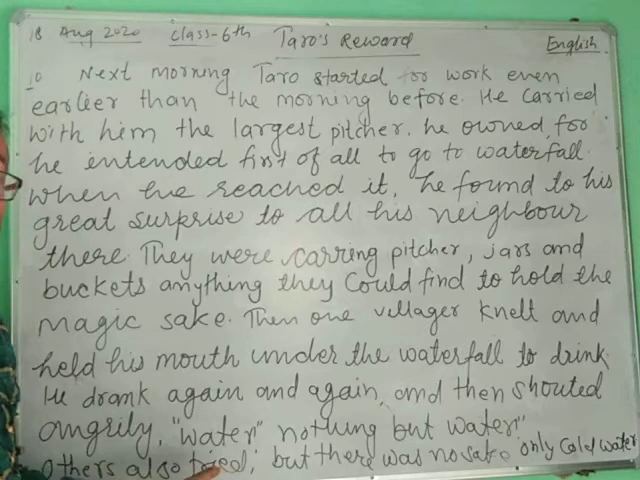 18 Aug 2020 Class-6th Taro's Reward English
10 Next morning Taro started for work even
earlier than the morning before. He carried
with him the largest pitcher. he owned, for
he intended first of all to go to waterfall.
when he reached it, he found to his
great surprise to all his neighbour
there. They were carring pitcher, jars and
buckets anything they Could find to hold the
magic sake. Then one villager knelt and
held his mouth under the waterfall to drink.
He drank again and again, and then shouted
angrily, "water" nothing but water"
Others also tried; but there was no sake only Cold water